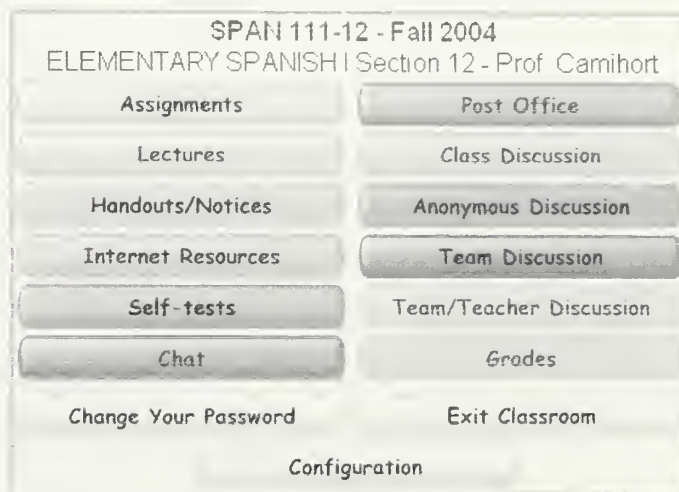 SPAN 111-12 - Fall 2004
ELEMENTARY SPANISH I Section 12 - Prof Camihort
Assignments
Post Office
Lectures
Class Discussion
Handouts/Notices
Anonymous Discussion
Internet Resources
Team Discussion
Self-tests
Team/Teacher Discussion
Chat
Grades
Change Your Password
Exit Classroom
Configuration